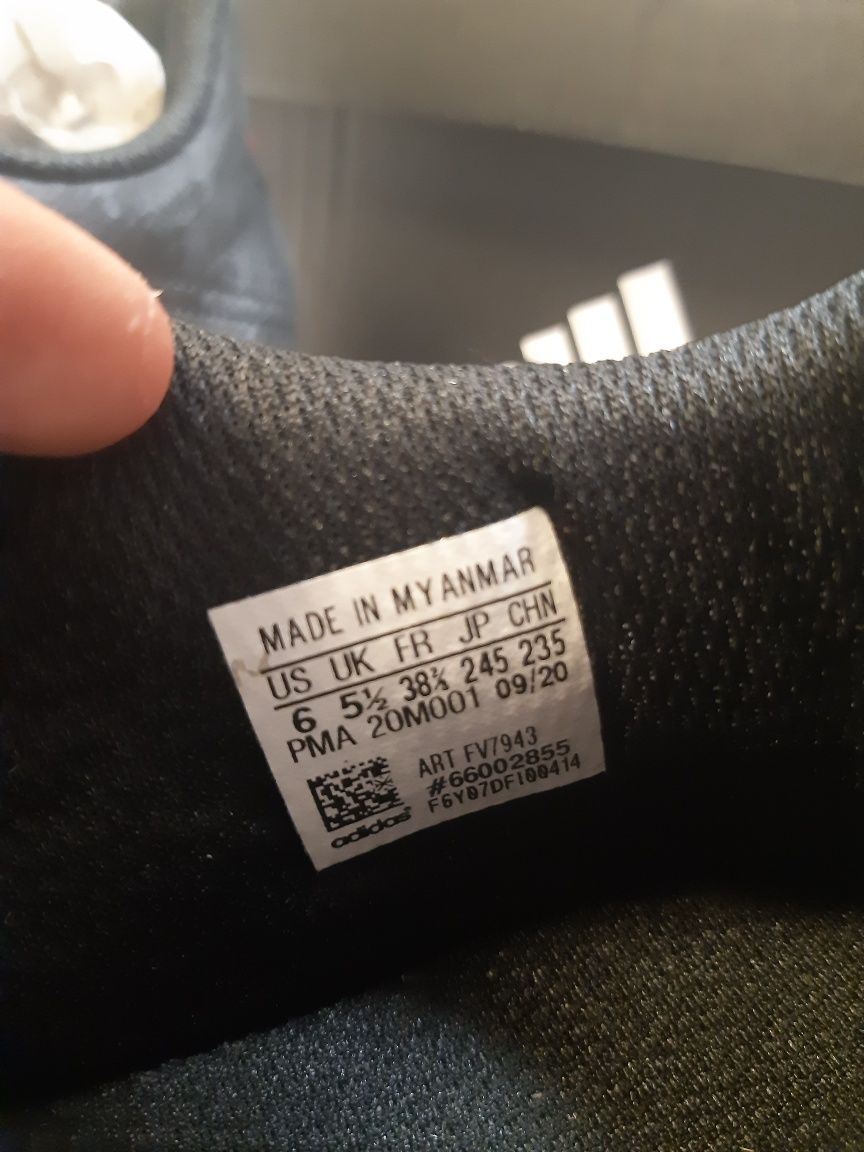 MADE IN MYANMAR
US UK FR JP CHN
6 5½ 38⅔ 245 235
PMA 20M001 09/20
ART FV7943
#66002855
F6Y07DFI00414
adidas